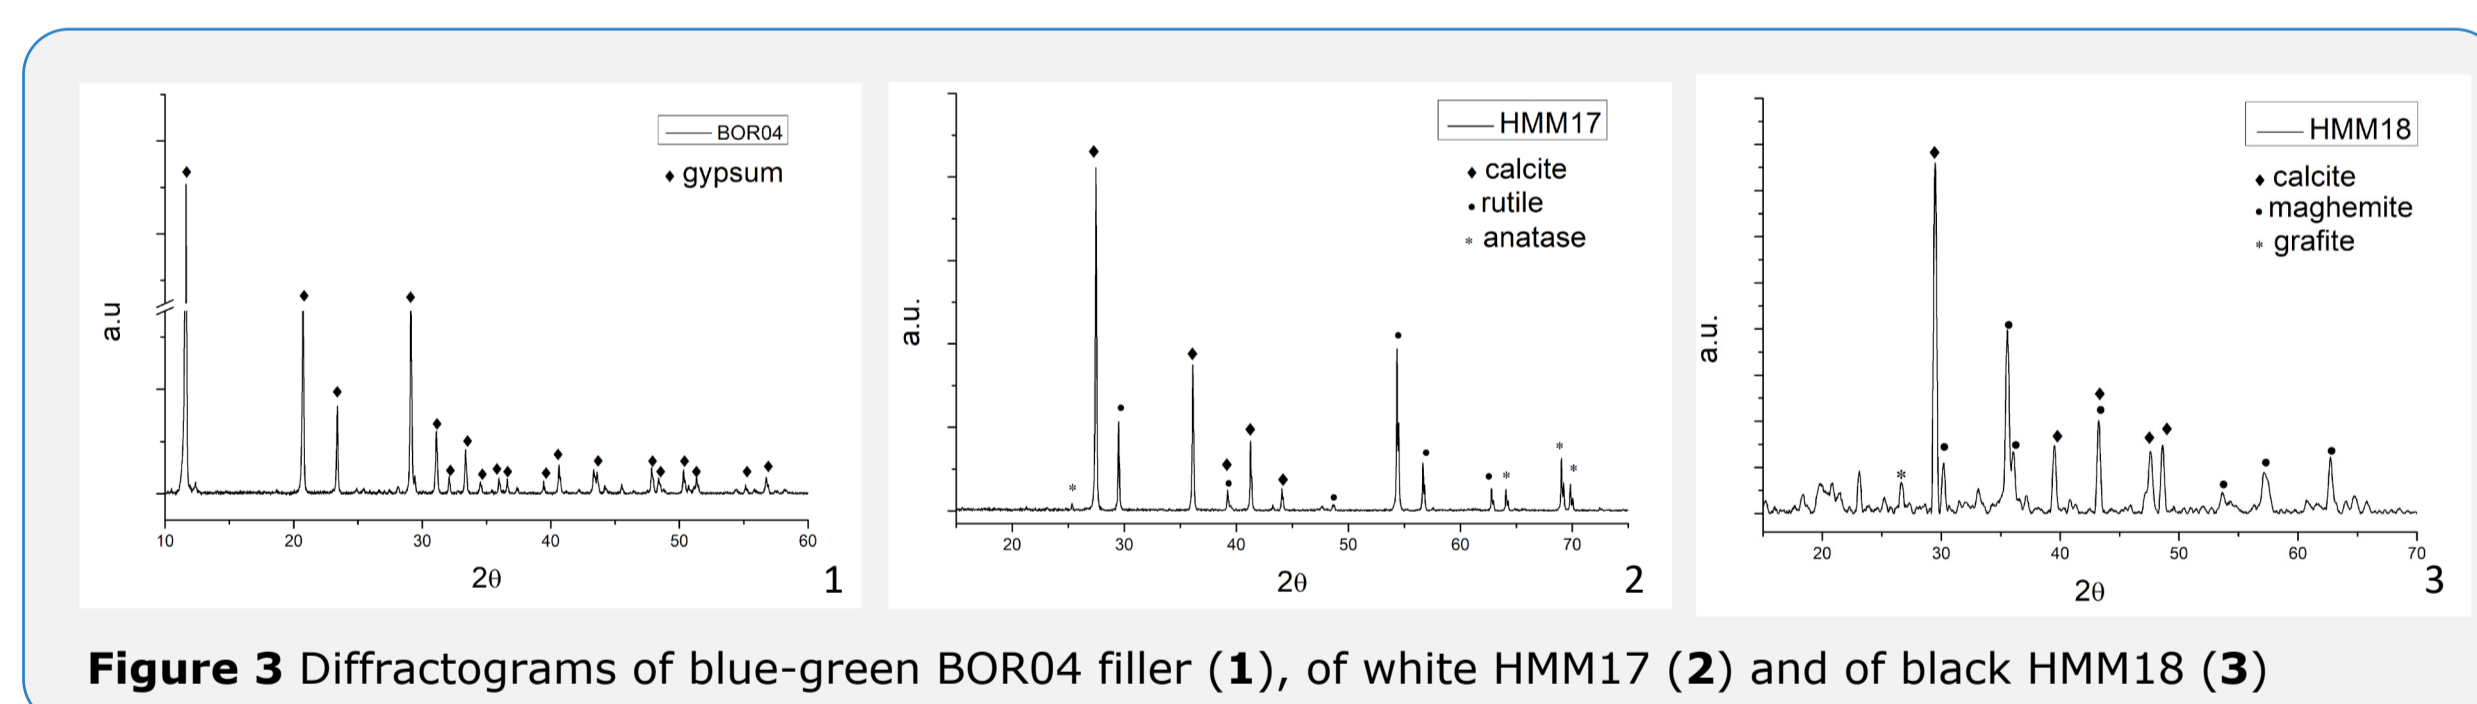 BOR04
♦ gypsum
a.u
10 20 30 40 50 60
2θ
1
HMM17
♦ calcite
• rutile
* anatase
a.u.
20 30 40 50 60 70
2θ
2
HMM18
♦ calcite
• maghemite
* grafite
a.u.
20 30 40 50 60 70
2θ
3
Figure 3 Diffractograms of blue-green BOR04 filler (1), of white HMM17 (2) and of black HMM18 (3)